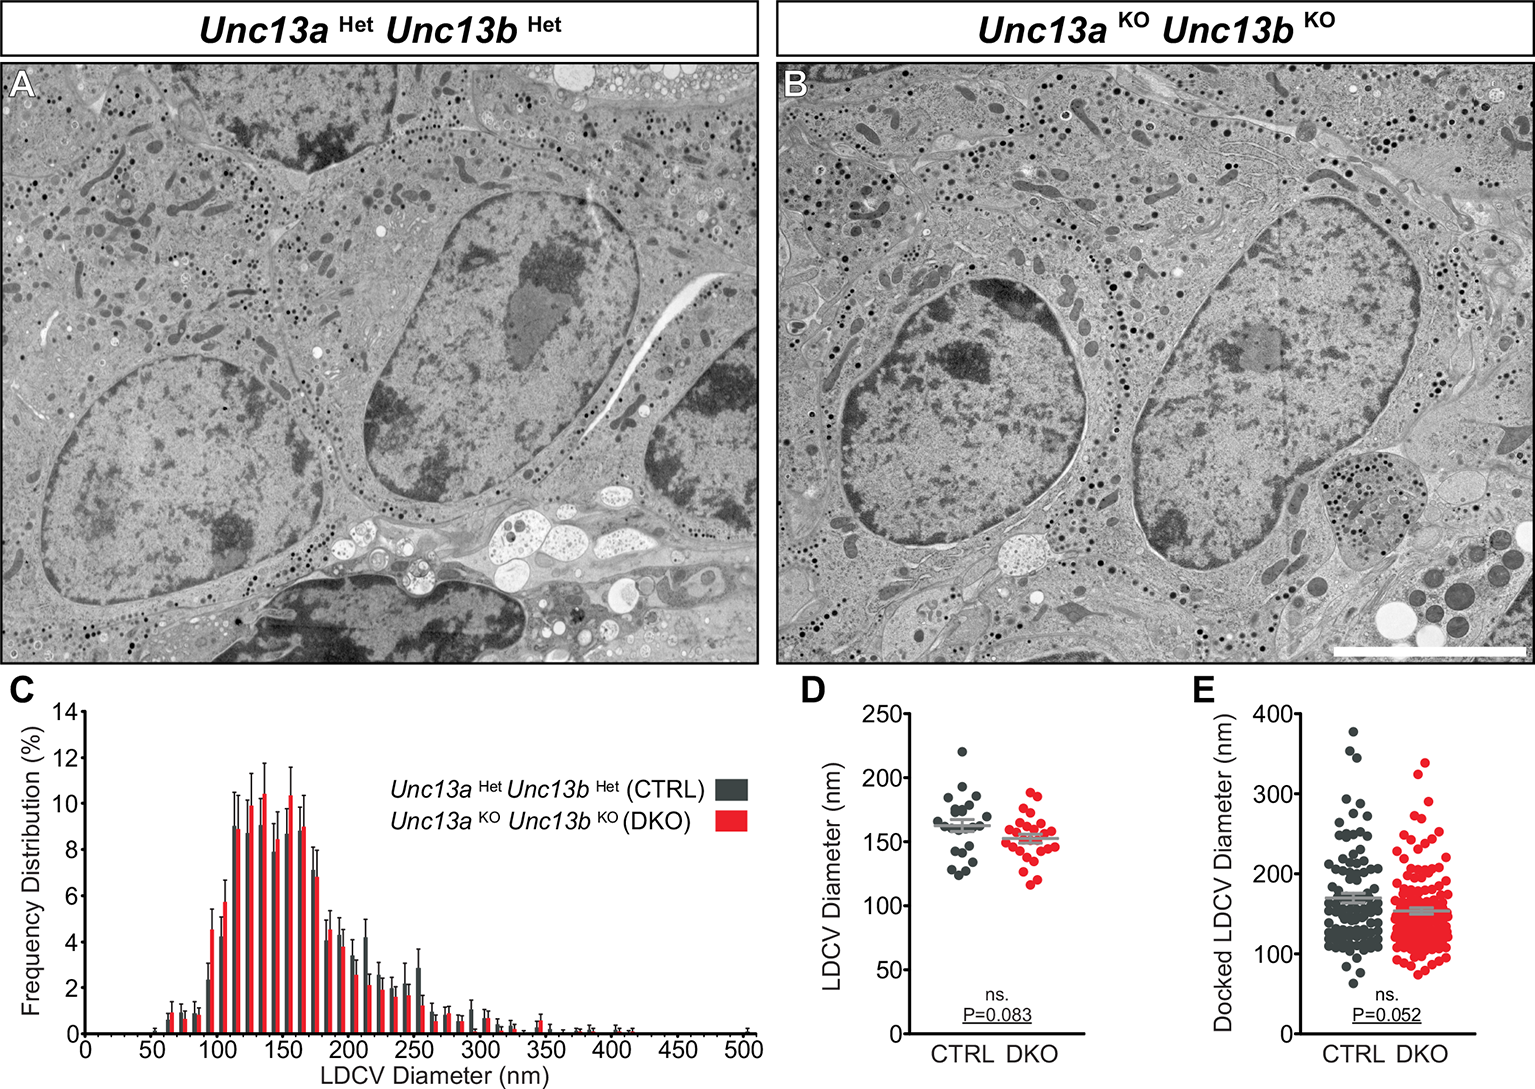 Unc13a Het Unc13b Het
Unc13a KO Unc13b KO
A
B
C
14
12
10
8
6
4
2
0
Frequency Distribution (%)
Unc13a Het Unc13b Het (CTRL)
Unc13a KO Unc13b KO (DKO)
0 50 100 150 200 250 300 350 400 450 500
LDCV Diameter (nm)
D
250
200
150
100
50
0
LDCV Diameter (nm)
ns.
P=0.083
CTRL DKO
E
400
300
200
100
0
Docked LDCV Diameter (nm)
ns.
P=0.052
CTRL DKO